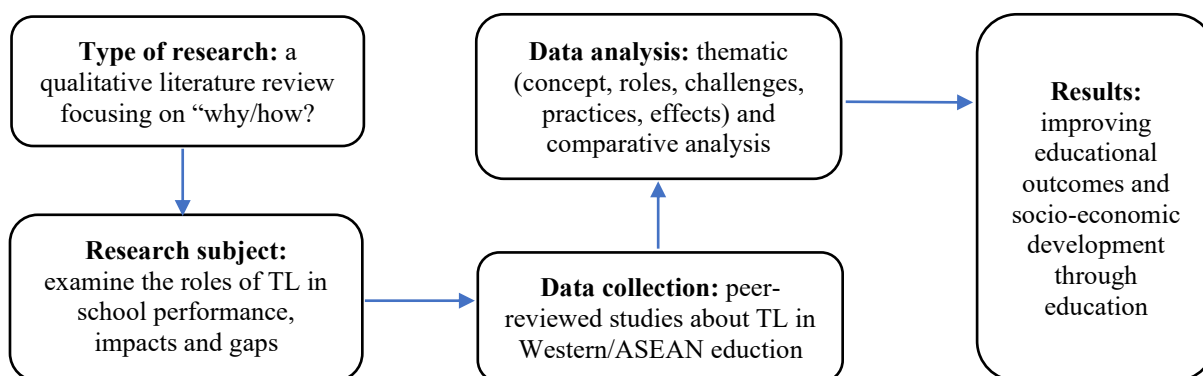 Type of research: a
qualitative literature review
focusing on “why/how?
Research subject:
examine the roles of TL in
school performance,
impacts and gaps
Data collection: peer-
reviewed studies about TL in
Western/ASEAN eduction
Data analysis: thematic
(concept, roles, challenges,
practices, effects) and
comparative analysis
Results:
improving
educational
outcomes and
socio-economic
development
through
education